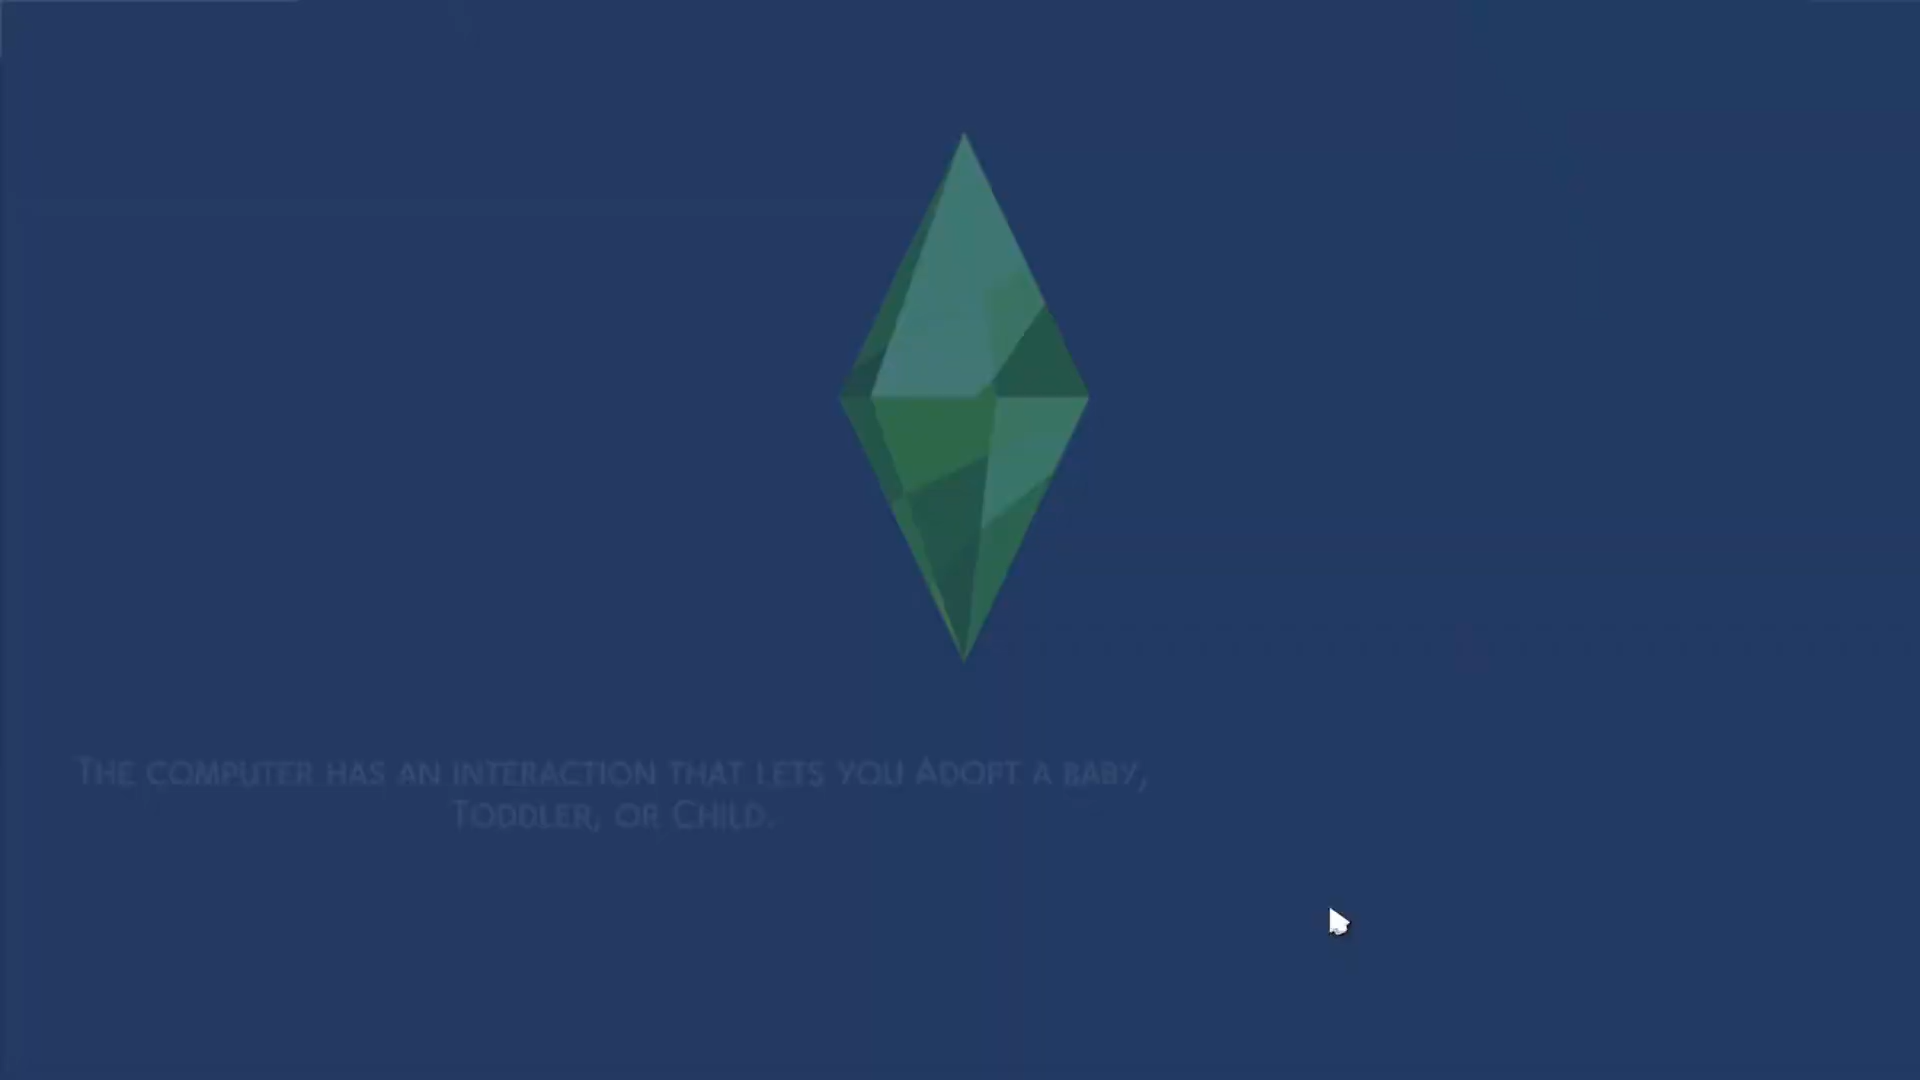 The computer has an interaction that lets you Adopt a baby,
Toddler, or Child.